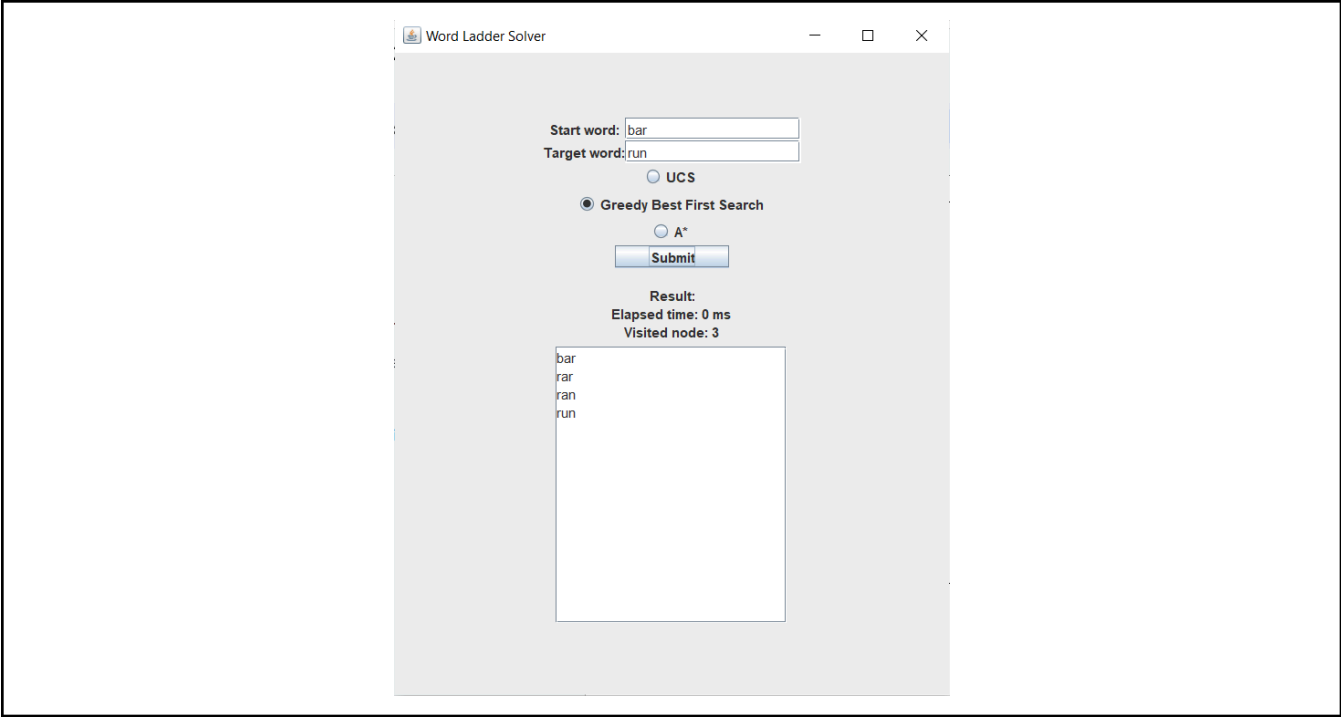 Word Ladder Solver
Start word: bar
Target word: run
UCS
Greedy Best First Search
A*
Submit
Result:
Elapsed time: 0 ms
Visited node: 3
bar
rar
ran
run